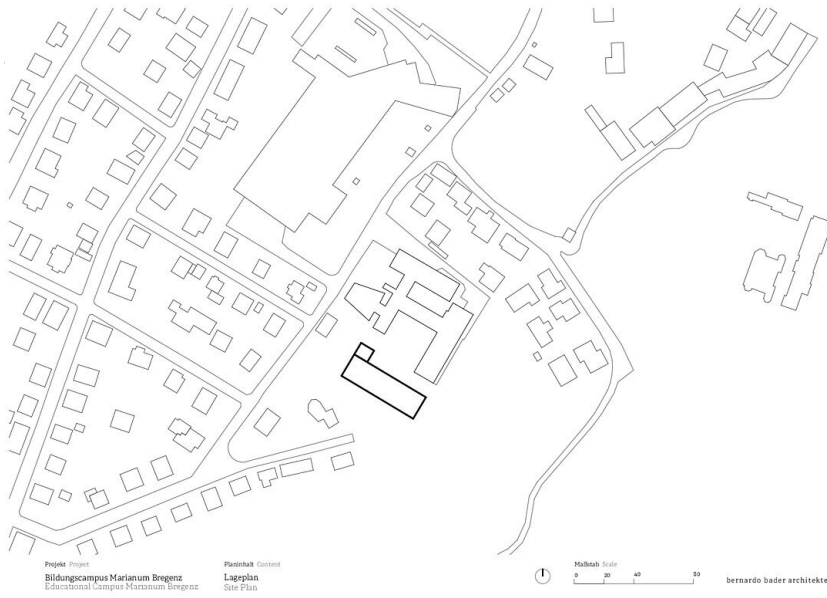 Projekt Project
Bildungscampus Marianum Bregenz
Educational Campus Marianum Bregenz
Planinhalt Content
Lageplan
Site Plan
Maßstab Scale
0 20 40 80
bernardo bader architekte